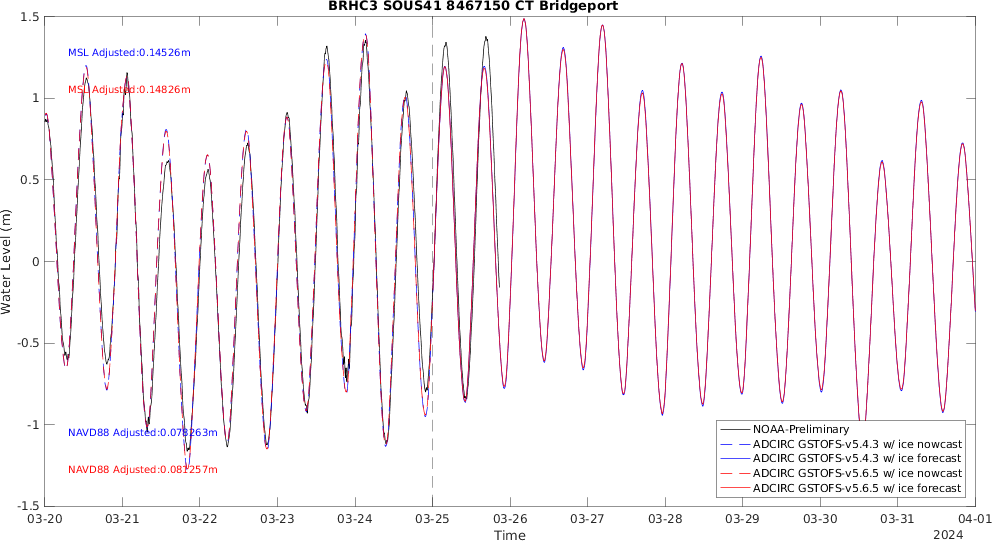 BRHC3 SOUS41 8467150 CT Bridgeport
1.5
1
0.5
0
-0.5
-1
-1.5
Water Level (m)
MSL Adjusted:0.14526m
MSL Adjusted:0.14826m
NAVD88 Adjusted:0.078263m
NAVD88 Adjusted:0.081257m
NOAA-Preliminary
ADCIRC GSTOFS-v5.4.3 w/ ice nowcast
ADCIRC GSTOFS-v5.4.3 w/ ice forecast
ADCIRC GSTOFS-v5.6.5 w/ ice nowcast
ADCIRC GSTOFS-v5.6.5 w/ ice forecast
03-20 03-21 03-22 03-23 03-24 03-25 03-26 03-27 03-28 03-29 03-30 03-31 04-01
Time
2024